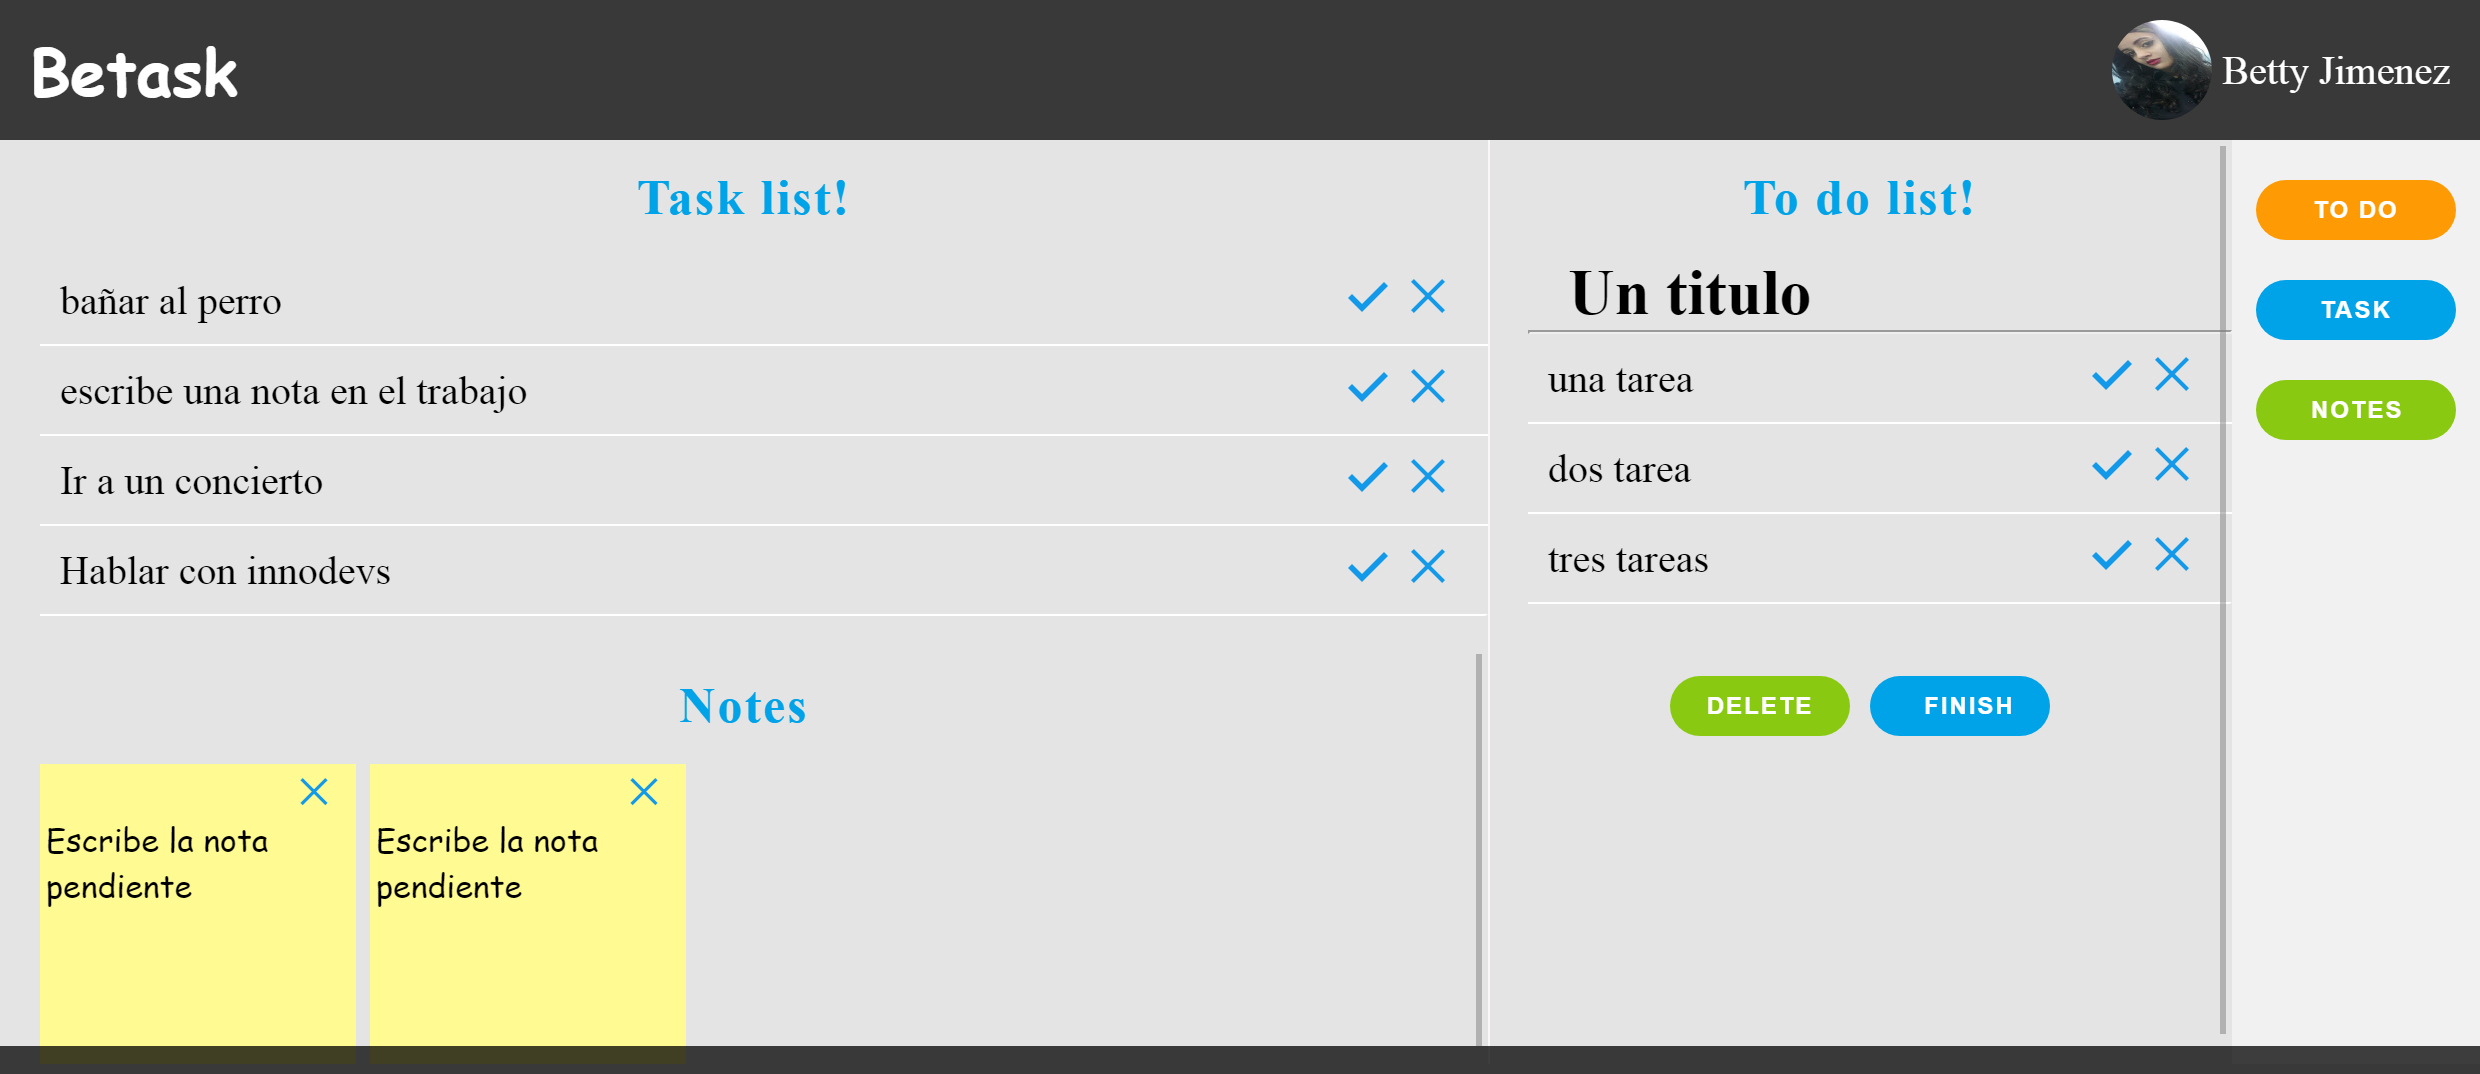 Betask
Betty Jimenez
Task list!
bañar al perro
escribe una nota en el trabajo
Ir a un concierto
Hablar con innodevs
Notes
Escribe la nota
pendiente
Escribe la nota
pendiente
To do list!
Un titulo
una tarea
dos tarea
tres tareas
DELETE
FINISH
TO DO
TASK
NOTES